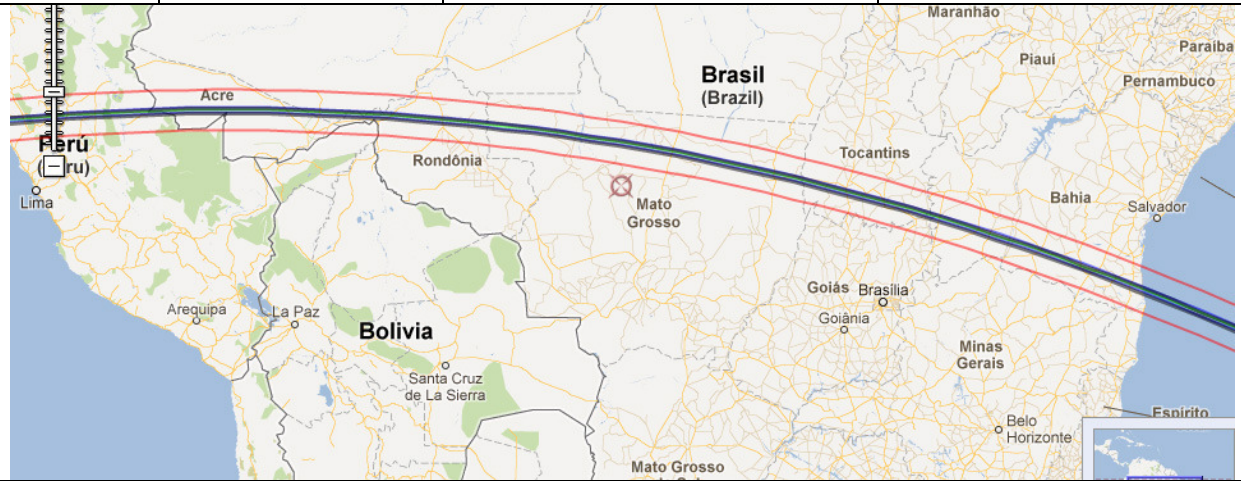 Maranhão
Paraíba
Piauí
Brasil
(Brazil)
Pernambuco
Acre
Perú
Rondônia
Tocantins
Lima
Mato
Grosso
Bahia
Salvador
Goiás
Brasília
Arequipa
La Paz
Goiânia
Bolivia
Minas
Gerais
Santa Cruz
de La Sierra
Espírito
Belo
Horizonte
Mato Grosso